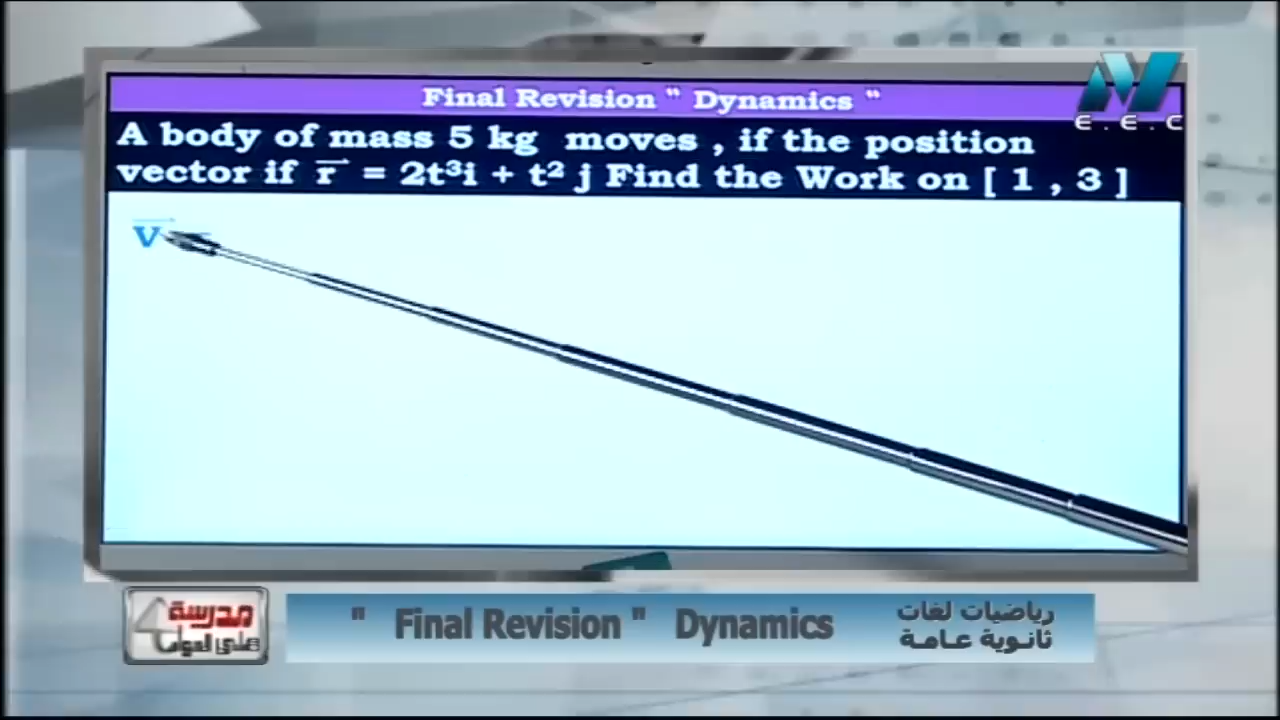 Final Revision " Dynamics "
E.E.C
A body of mass 5 kg moves , if the position
vector if r⃗ = 2t³i + t² j Find the Work on [ 1 , 3 ]
V⃗
مدرسة
على الهواء
" Final Revision " Dynamics
رياضيات لغات
ثانوية عامة